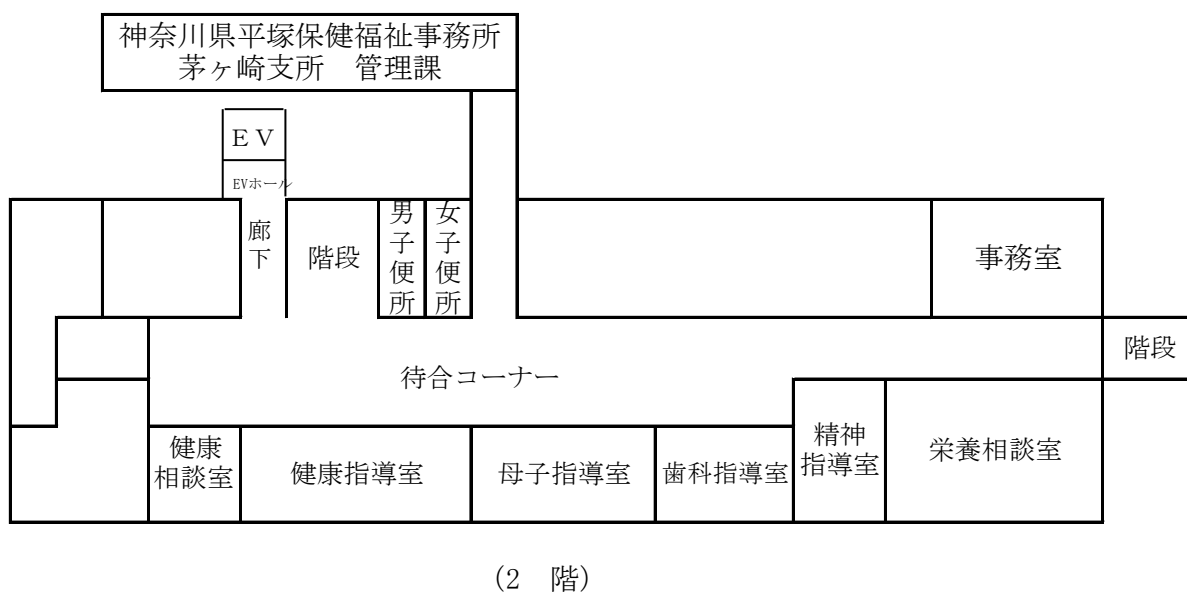 神奈川県平塚保健福祉事務所
茅ヶ崎支所　管理課
ＥＶ
EVホール
廊下
階段
男子便所
女子便所
事務室
階段
待合コーナー
健康
相談室
健康指導室
母子指導室
歯科指導室
精神
指導室
栄養相談室
（2　階）